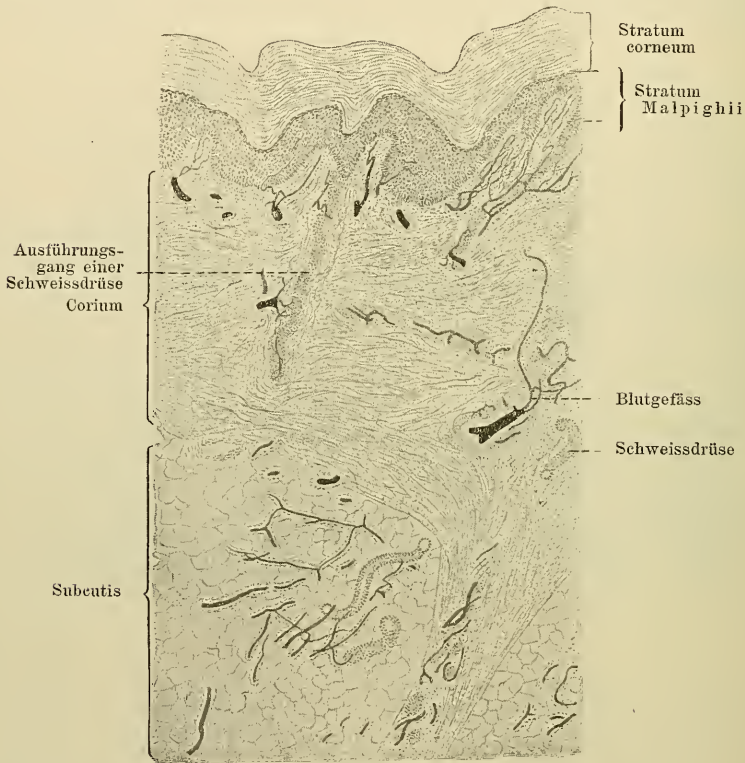 Stratum
corneum
Stratum
Malpighii
Ausführungs-
gang einer
Schweissdrüse
Corium
Blutgefäss
Schweissdrüse
Subcutis